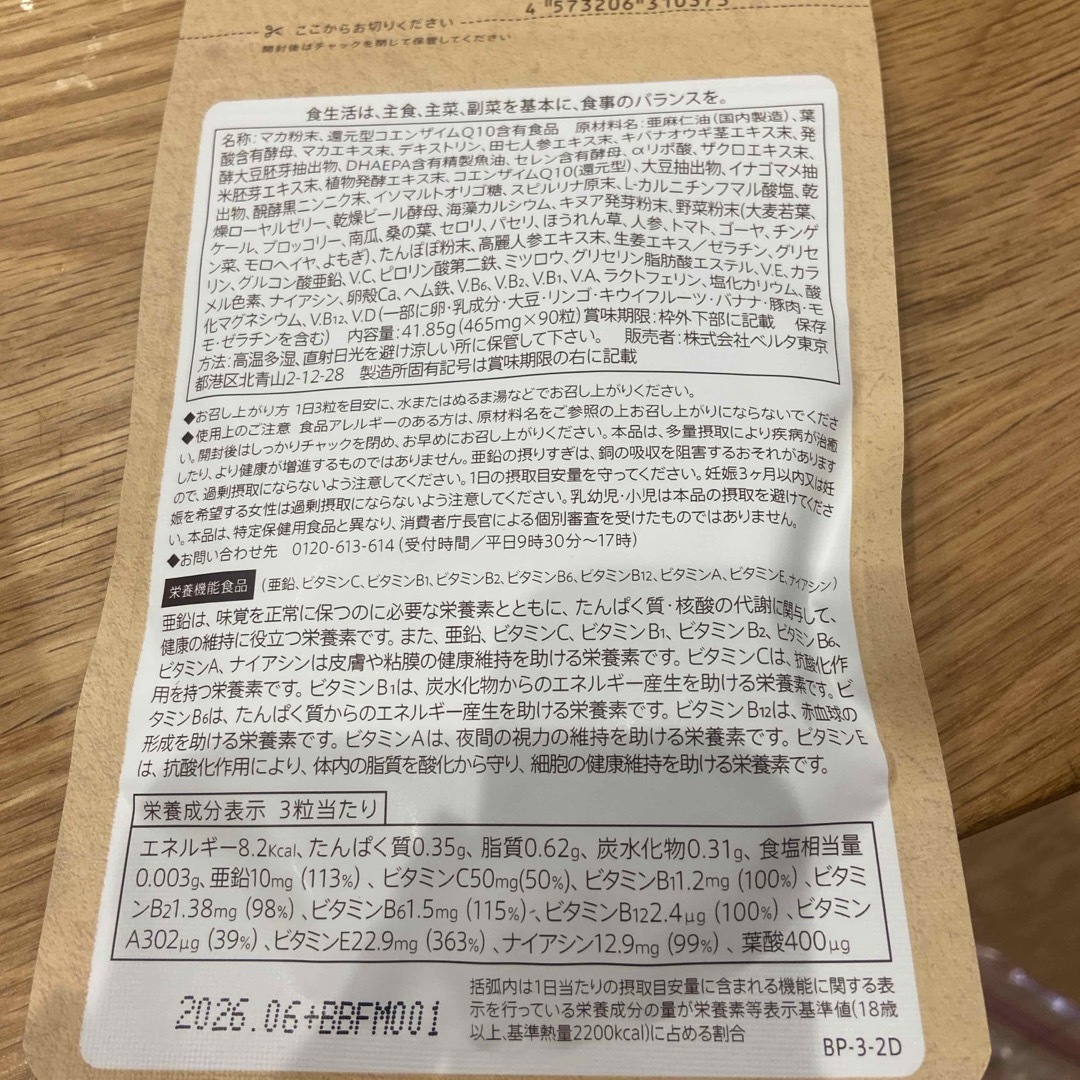 4 573206 310373
ここからお切りください
開封後はチャックを閉じて保管してください
食生活は、主食、主菜、副菜を基本に、食事のバランスを。
名称:マカ粉末、還元型コエンザイムQ10含有食品 原材料名:亜麻仁油(国内製造)、葉
酸含有酵母、マカエキス末、デキストリン、田七人参エキス末、キバナオウギ茎エキス末、発
酵大豆胚芽抽出物、DHAEPA含有精製魚油、セレン含有酵母、αリポ酸、ザクロエキス末、
米胚芽エキス末、植物発酵エキス末、コエンザイムQ10(還元型)、大豆抽出物、イナゴマメ抽
出物、醗酵黒ニンニク末、イソマルトオリゴ糖、スピルリナ原末、L-カルニチンフマル酸塩、乾
燥ローヤルゼリー、乾燥ビール酵母、海藻カルシウム、キヌア発芽粉末、野菜粉末(大麦若葉、
ケール、ブロッコリー、南瓜、桑の葉、セロリ、パセリ、ほうれん草、人参、トマト、ゴーヤ、チンゲ
ン菜、モロヘイヤ、よもぎ)、たんぽぽ粉末、高麗人参エキス末、生姜エキス/ゼラチン、グリセ
リン、グルコン酸亜鉛、V.C、ピロリン酸第二鉄、ミツロウ、グリセリン脂肪酸エステル、V.E、カラ
メル色素、ナイアシン、卵殻Ca、ヘム鉄、V.B6、V.B2、V.B1、V.A、ラクトフェリン、塩化カリウム、酸
化マグネシウム、V.B12、V.D(一部に卵・乳成分・大豆・リンゴ・キウイフルーツ・バナナ・豚肉・モ
モ・ゼラチンを含む) 内容量:41.85g(465mg×90粒)賞味期限:枠外下部に記載 保存
方法:高温多湿、直射日光を避け涼しい所に保管して下さい。 販売者:株式会社ベルタ東京
都港区北青山2-12-28 製造所固有記号は賞味期限の右に記載
◆お召し上がり方 1日3粒を目安に、水またはぬるま湯などでお召し上がりください。
◆使用上のご注意 食品アレルギーのある方は、原材料名をご参照の上お召し上がりにならないでくださ
い。開封後はしっかりチャックを閉め、お早めにお召し上がりください。本品は、多量摂取により疾病が治癒
したり、より健康が増進するものではありません。亜鉛の摂りすぎは、銅の吸収を阻害するおそれがあります
ので、過剰摂取にならないよう注意してください。1日の摂取目安量を守ってください。妊娠3ヶ月以内又は妊
娠を希望する女性は過剰摂取にならないよう注意してください。乳幼児・小児は本品の摂取を避けてくださ
い。本品は、特定保健用食品と異なり、消費者庁長官による個別審査を受けたものではありません。
◆お問い合わせ先 0120-613-614(受付時間/平日9時30分〜17時)
栄養機能食品 (亜鉛、ビタミンC、ビタミンB1、ビタミンB2、ビタミンB6、ビタミンB12、ビタミンA、ビタミンE、ナイアシン)
亜鉛は、味覚を正常に保つのに必要な栄養素とともに、たんぱく質・核酸の代謝に関与して、
健康の維持に役立つ栄養素です。また、亜鉛、ビタミンC、ビタミンB1、ビタミンB2、ビタミンB6、
ビタミンA、ナイアシンは皮膚や粘膜の健康維持を助ける栄養素です。ビタミンCは、抗酸化作
用を持つ栄養素です。ビタミンB1は、炭水化物からのエネルギー産生を助ける栄養素です。ビ
タミンB6は、たんぱく質からのエネルギー産生を助ける栄養素です。ビタミンB12は、赤血球の
形成を助ける栄養素です。ビタミンAは、夜間の視力の維持を助ける栄養素です。ビタミンE
は、抗酸化作用により、体内の脂質を酸化から守り、細胞の健康維持を助ける栄養素です。
栄養成分表示 3粒当たり
エネルギー8.2Kcal、たんぱく質0.35g、脂質0.62g、炭水化物0.31g、食塩相当量
0.003g、亜鉛10mg (113%) 、ビタミンC50mg(50%)、ビタミンB11.2mg (100%) 、ビタミ
ンB21.38mg (98%) 、ビタミンB61.5mg (115%)、ビタミンB122.4μg (100%) 、ビタミン
A302μg (39%) 、ビタミンE22.9mg (363%) 、ナイアシン12.9mg (99%) 、葉酸400μg
括弧内は1日当たりの摂取目安量に含まれる機能に関する表
示を行っている栄養成分の量が栄養素等表示基準値(18歳
以上、基準熱量2200kcal)に占める割合
2026.06+BBFM001
BP-3-2D